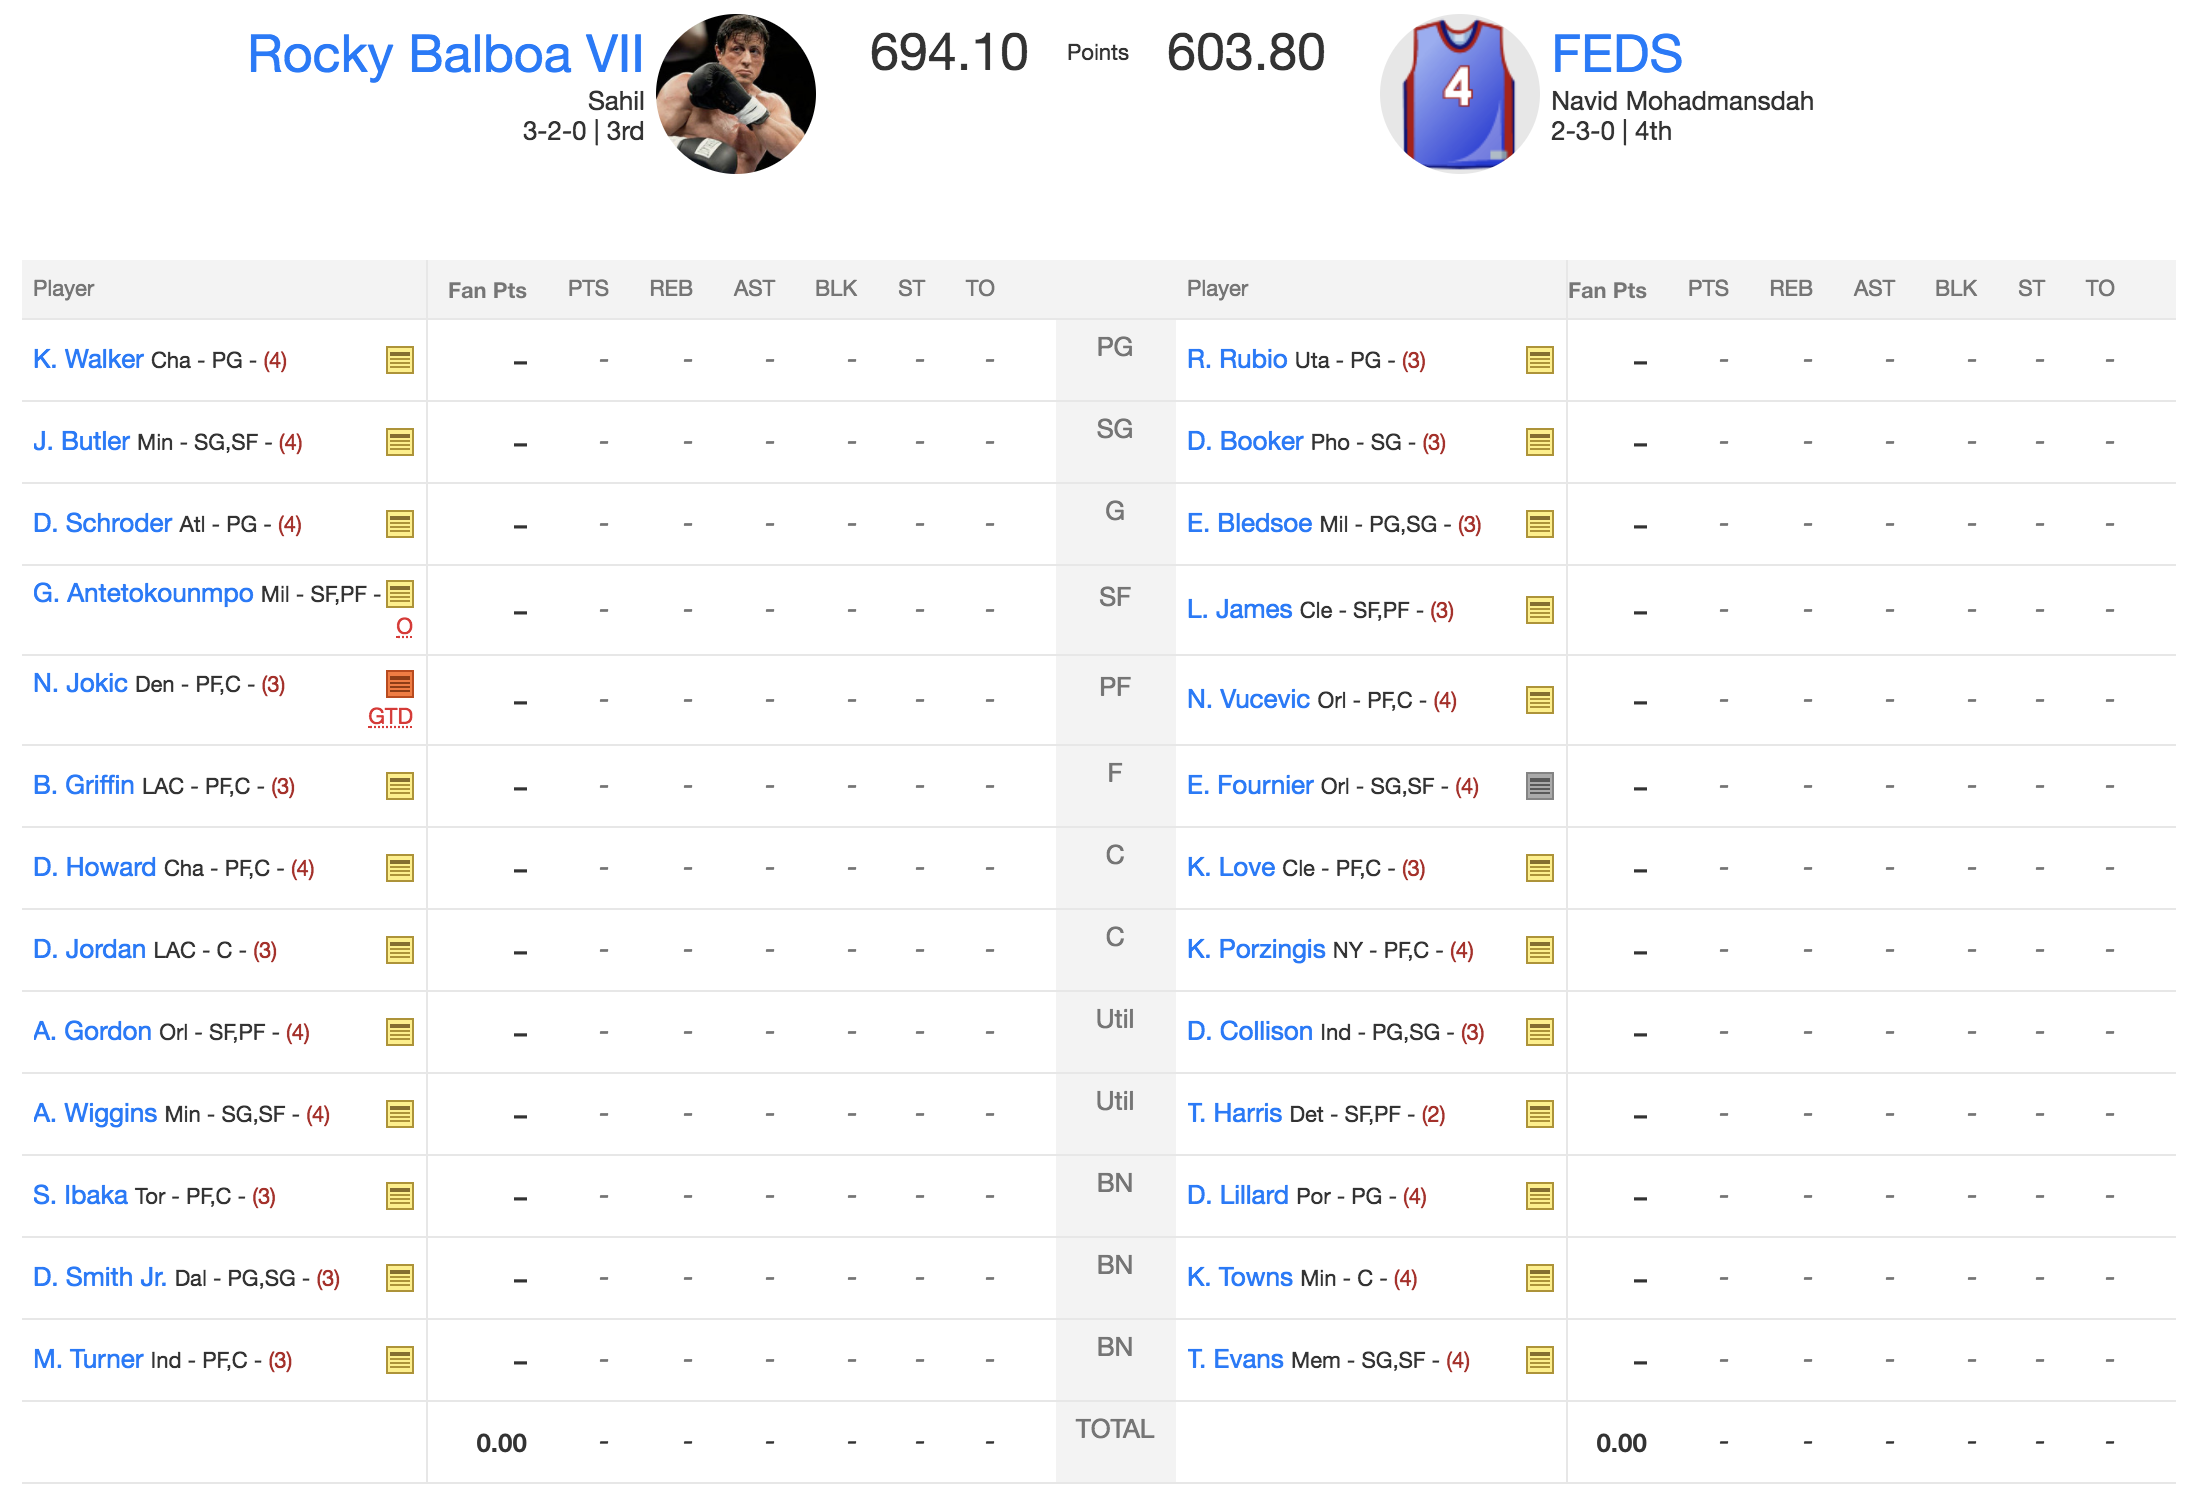 Rocky Balboa VII
Sahil
3-2-0 | 3rd
694.10 Points 603.80
4
FEDS
Navid Mohadmansdah
2-3-0 | 4th
Player Fan Pts PTS REB AST BLK ST TO Player Fan Pts PTS REB AST BLK ST TO
K. Walker Cha - PG - (4) – - - - - - - PG R. Rubio Uta - PG - (3) – - - - - - -
J. Butler Min - SG,SF - (4) – - - - - - - SG D. Booker Pho - SG - (3) – - - - - - -
D. Schroder Atl - PG - (4) – - - - - - - G E. Bledsoe Mil - PG,SG - (3) – - - - - - -
G. Antetokounmpo Mil - SF,PF - O – - - - - - - SF L. James Cle - SF,PF - (3) – - - - - - -
N. Jokic Den - PF,C - (3) GTD – - - - - - - PF N. Vucevic Orl - PF,C - (4) – - - - - - -
B. Griffin LAC - PF,C - (3) – - - - - - - F E. Fournier Orl - SG,SF - (4) – - - - - - -
D. Howard Cha - PF,C - (4) – - - - - - - C K. Love Cle - PF,C - (3) – - - - - - -
D. Jordan LAC - C - (3) – - - - - - - C K. Porzingis NY - PF,C - (4) – - - - - - -
A. Gordon Orl - SF,PF - (4) – - - - - - - Util D. Collison Ind - PG,SG - (3) – - - - - - -
A. Wiggins Min - SG,SF - (4) – - - - - - - Util T. Harris Det - SF,PF - (2) – - - - - - -
S. Ibaka Tor - PF,C - (3) – - - - - - - BN D. Lillard Por - PG - (4) – - - - - - -
D. Smith Jr. Dal - PG,SG - (3) – - - - - - - BN K. Towns Min - C - (4) – - - - - - -
M. Turner Ind - PF,C - (3) – - - - - - - BN T. Evans Mem - SG,SF - (4) – - - - - - -
0.00 - - - - - - TOTAL 0.00 - - - - - -